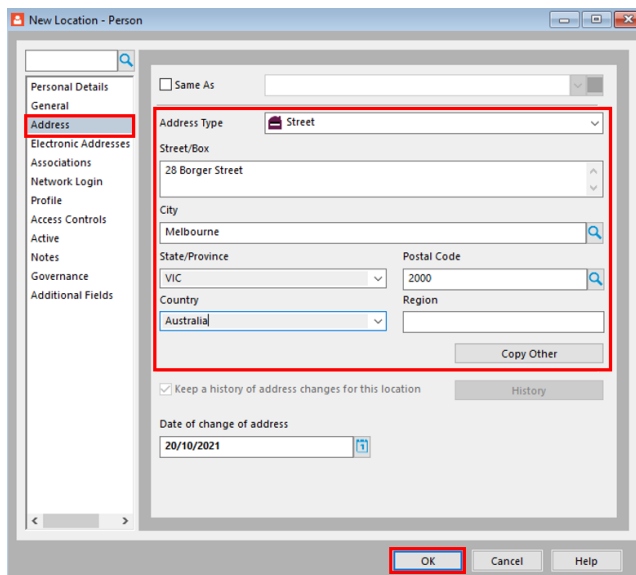 New Location - Person
Personal Details
General
Address
Electronic Addresses
Associations
Network Login
Profile
Access Controls
Active
Notes
Governance
Additional Fields
Same As
Address Type
Street
Street/Box
28 Borger Street
City
Melbourne
State/Province
Postal Code
VIC
2000
Country
Region
Australia
Copy Other
Keep a history of address changes for this location
History
Date of change of address
20/10/2021
1
OK
Cancel
Help